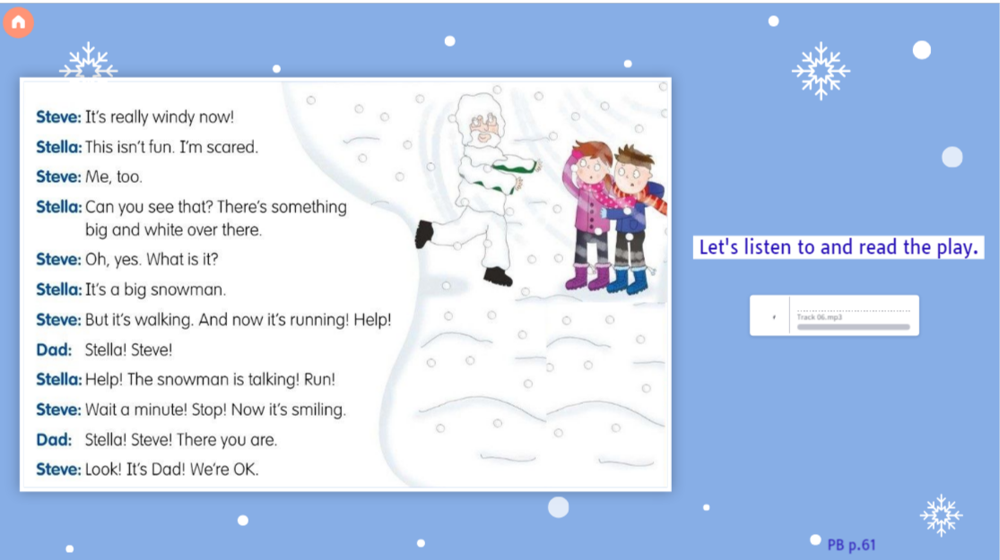 Steve: It's really windy now!
Stella: This isn't fun. I'm scared.
Steve: Me, too.
Stella: Can you see that? There's something
big and white over there.
Steve: Oh, yes. What is it?
Stella: It's a big snowman.
Steve: But it's walking. And now it's running! Help!
Dad: Stella! Steve!
Stella: Help! The snowman is talking! Run!
Steve: Wait a minute! Stop! Now it's smiling.
Dad: Stella! Steve! There you are.
Steve: Look! It's Dad! We're OK.
Let's listen to and read the play.
Track 06.mp3
PB p.61